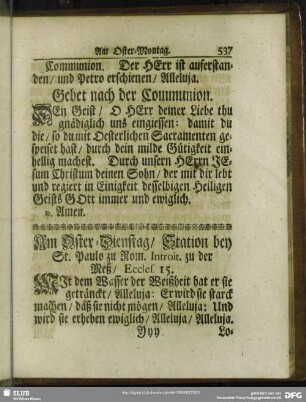 Am Oster-Montag. 537
Communion. Der HErr ist auferstan-
den/ und Petro erschienen/ Alleluja.
Gebet nach der Communion.
DEn Geist/ O HErr deiner Liebe thu
gnädiglich uns eingiessen: damit du
die/ so du mit Oesterlichen Sacramenten ge-
speiset hast/ durch dein milde Gütigkeit ein-
hellig machest. Durch unsern HErrn JE-
sum Christum deinen Sohn/ der mit dir lebt
und regiert in Einigkeit desselbigen Heiligen
Geists GOtt immer und ewiglich.
Amen.
Am Oster-Dienstag/ Station bey
St. Paulo zu Rom. Introit. zu der
Meß/ Eccles. 15.
MIt dem Wasser der Weißheit hat er sie
getränckt/ Alleluja: Er wird sie starck
machen/ daß sie nicht mögen/ Alleluja: Und
wird sie erheben ewiglich/ Alleluja/ Alleluja.
Yyy Lo-
SLUB
DFG